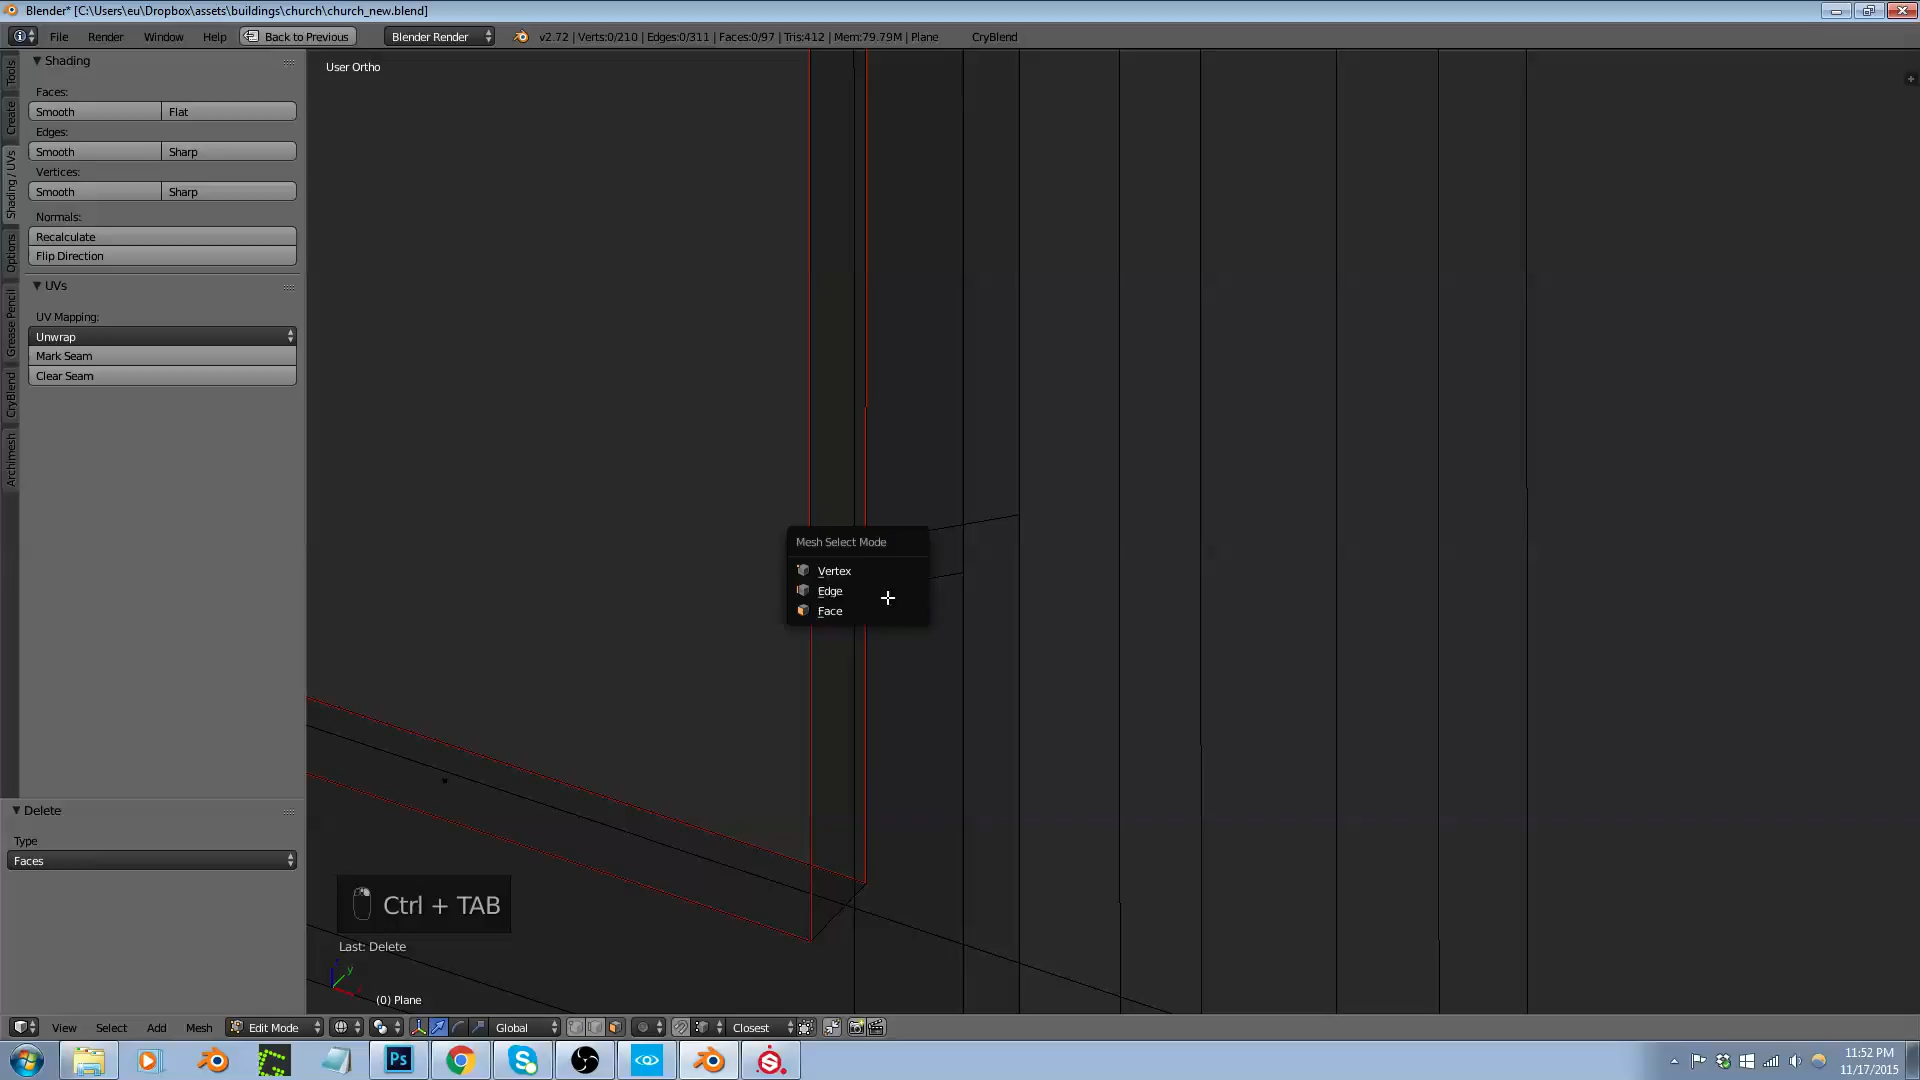 Blender* [C:\Users\eu\Dropbox\assets\buildings\church\church_new.blend]
File Render Window Help Back to Previous Blender Render v2.72 | Verts:0/210 | Edges:0/311 | Faces:0/97 | Tris:412 | Mem:79.79M | Plane CryBlend
Tools
Create
Shading / UVs
Options
Grease Pencil
CryBlend
Archimesh
Shading
Faces:
Smooth Flat
Edges:
Smooth Sharp
Vertices:
Smooth Sharp
Normals:
Recalculate
Flip Direction
UVs
UV Mapping:
Unwrap
Mark Seam
Clear Seam
Delete
Type
Faces
User Ortho
Mesh Select Mode
Vertex
Edge
Face
Ctrl + TAB
Last: Delete
y
(0) Plane
View Select Add Mesh Edit Mode Global Closest
Ps
11:52 PM
11/17/2015